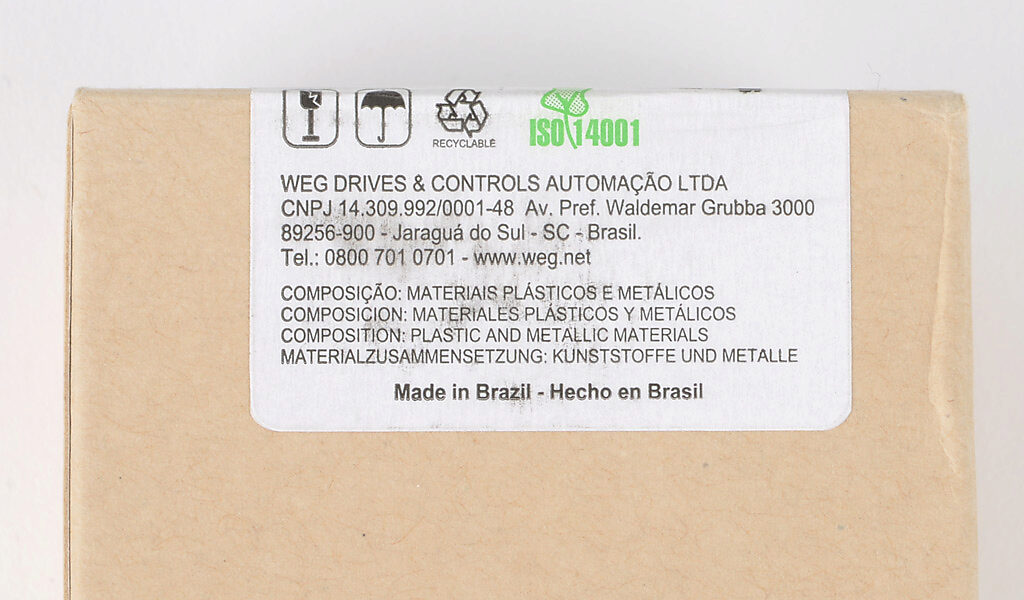 RECYCLABLE
ISO 14001
WEG DRIVES & CONTROLS AUTOMAÇÃO LTDA
CNPJ 14.309.992/0001-48 Av. Pref. Waldemar Grubba 3000
89256-900 - Jaraguá do Sul - SC - Brasil.
Tel.: 0800 701 0701 - www.weg.net
COMPOSIÇÃO: MATERIAIS PLÁSTICOS E METÁLICOS
COMPOSICION: MATERIALES PLÁSTICOS Y METÁLICOS
COMPOSITION: PLASTIC AND METALLIC MATERIALS
MATERIALZUSAMMENSETZUNG: KUNSTSTOFFE UND METALLE
Made in Brazil - Hecho en Brasil